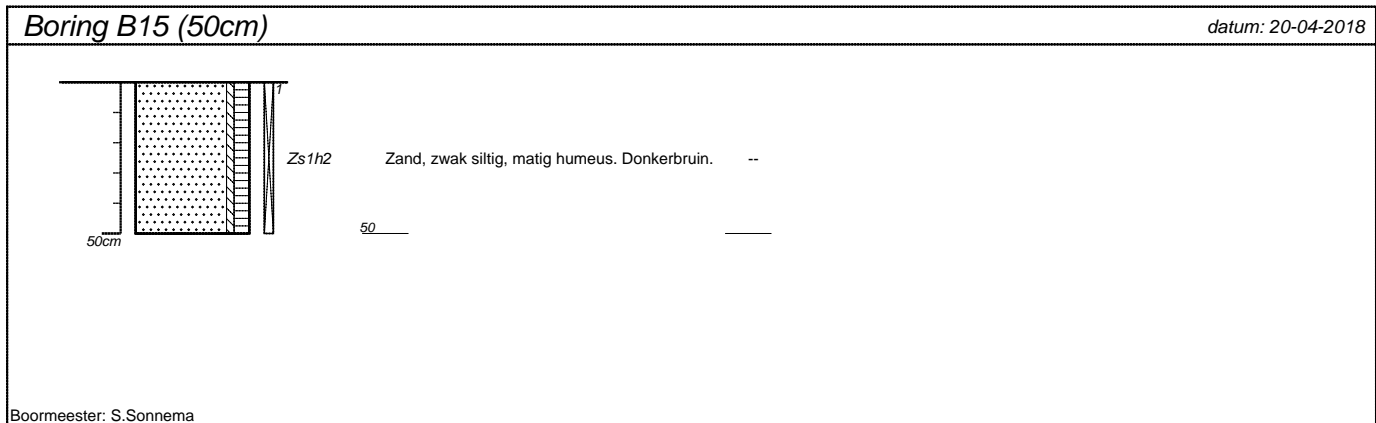 Boring B15 (50cm)
datum: 20-04-2018
1
Zs1h2 Zand, zwak siltig, matig humeus. Donkerbruin. --
50cm
50
Boormeester: S.Sonnema